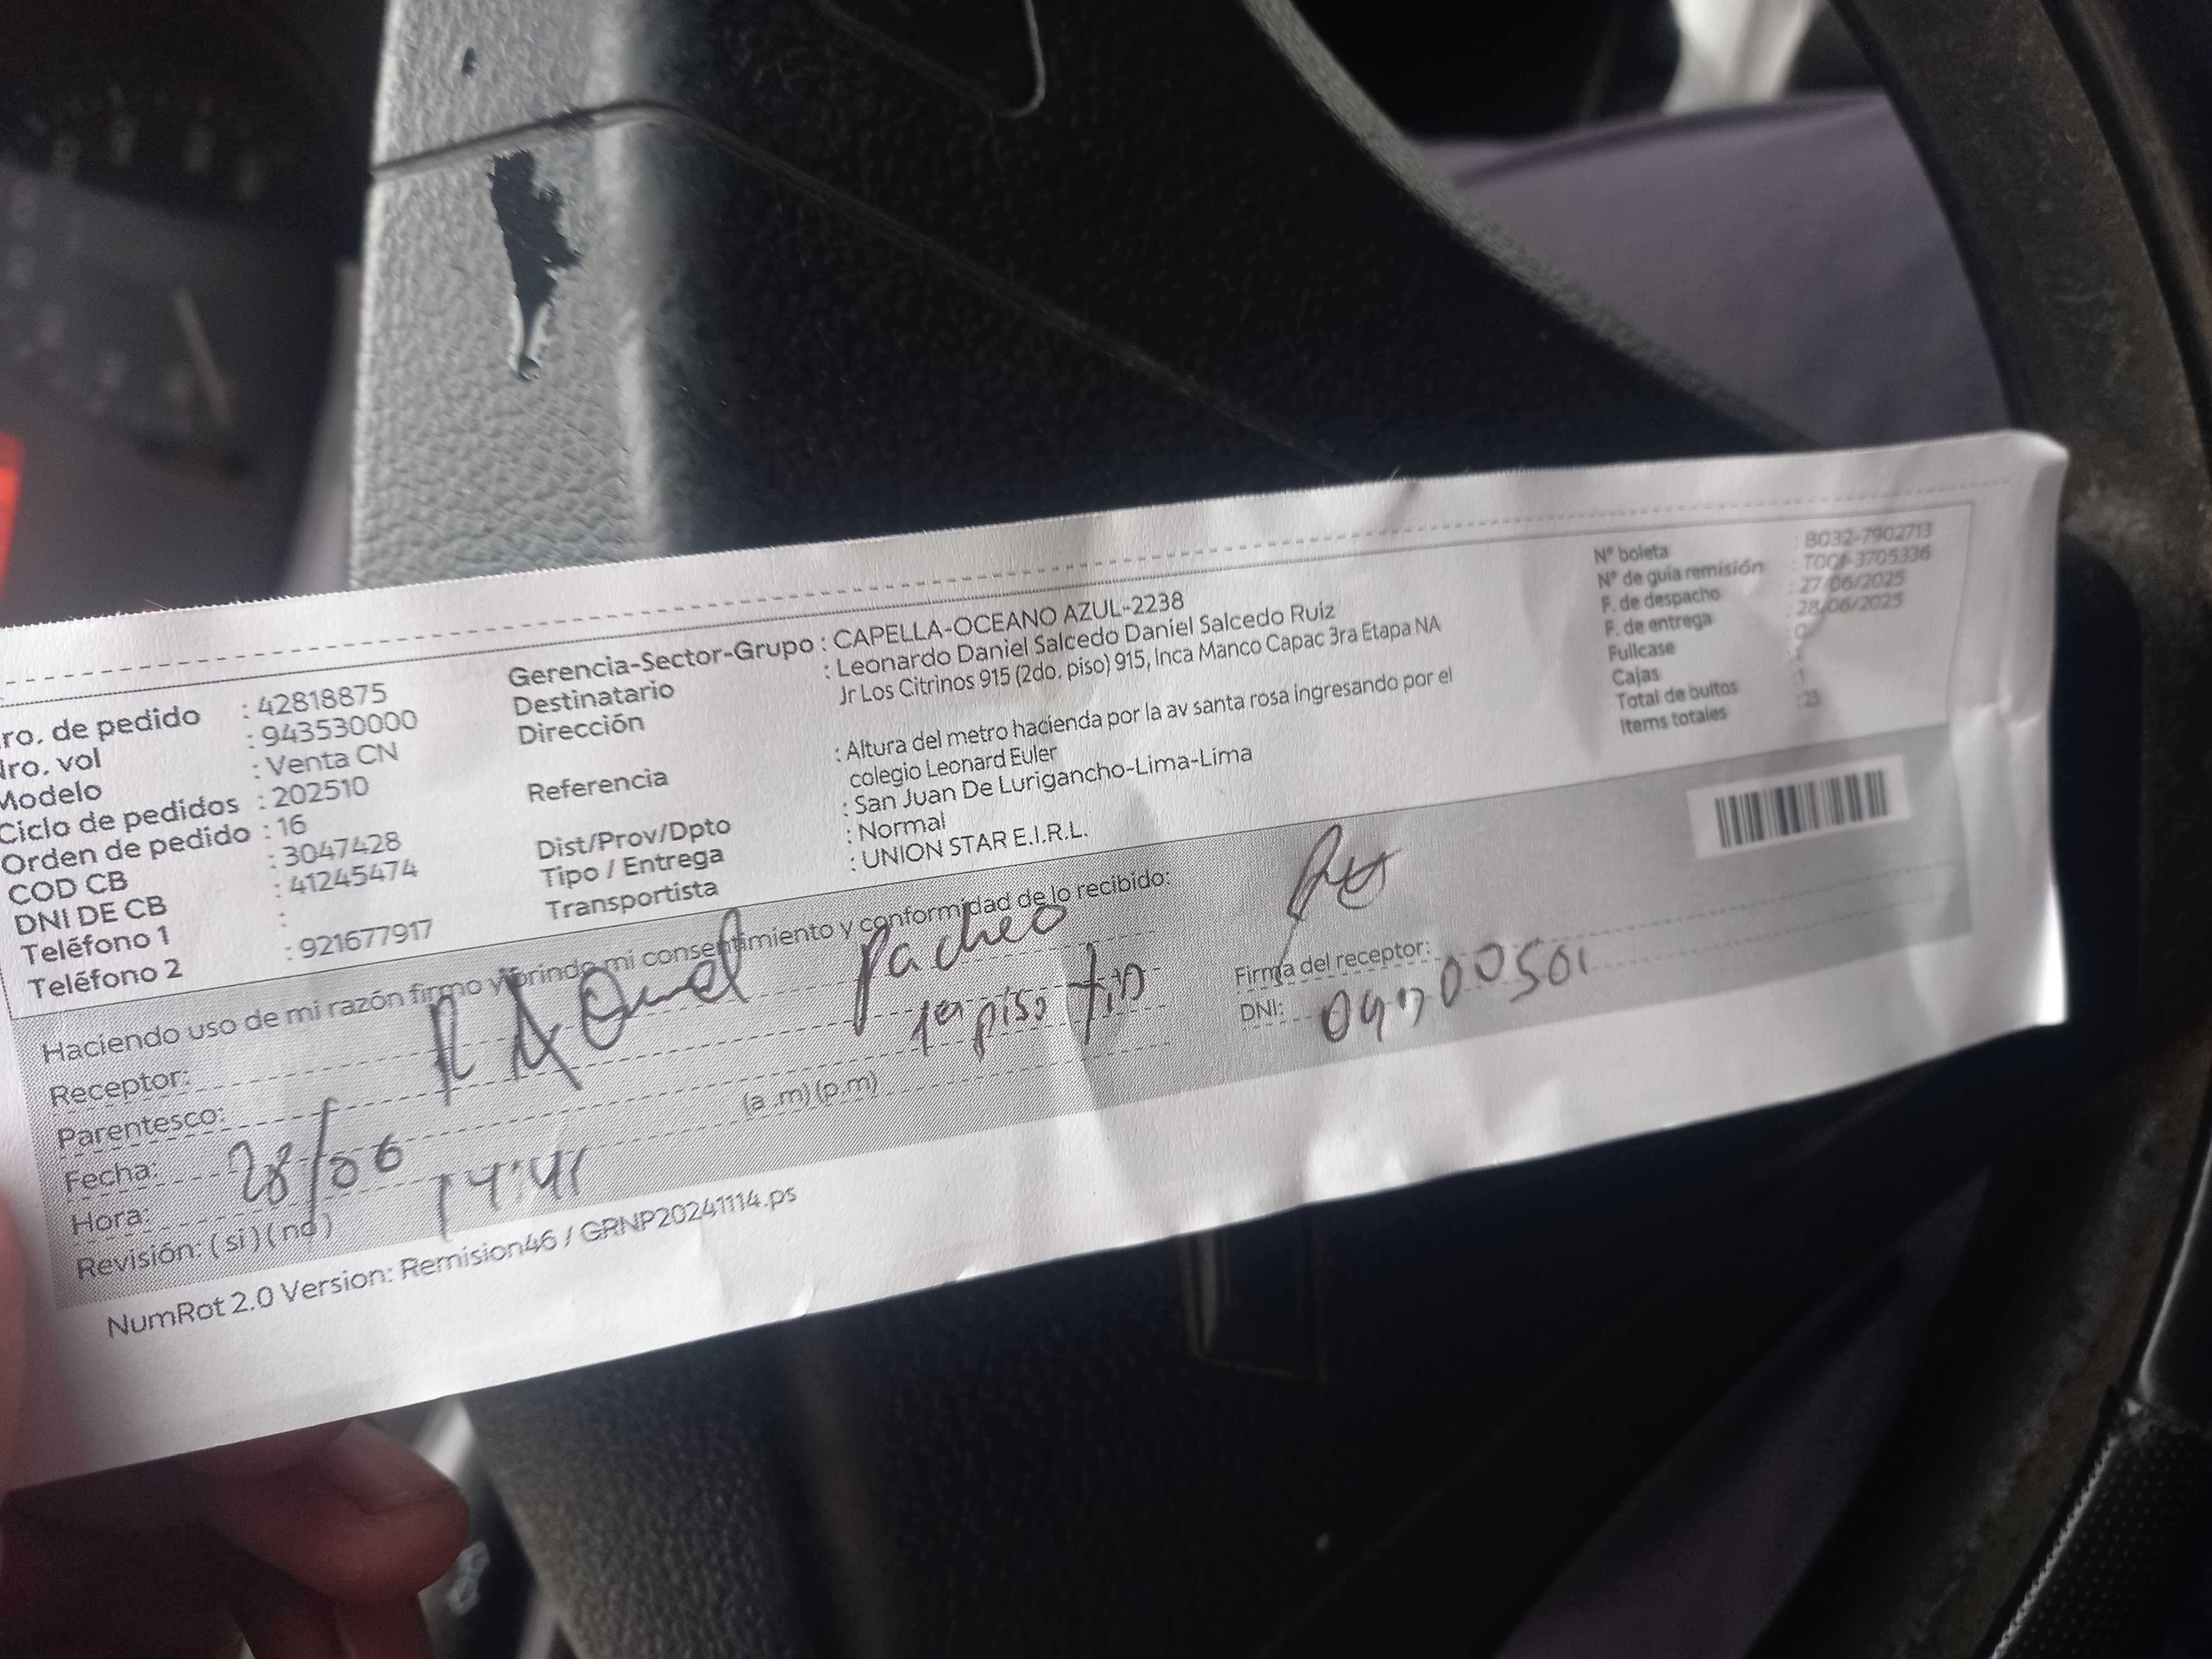 ro. de pedido : 42818875
Nro. vol : 943530000
Modelo : Venta CN
Ciclo de pedidos : 202510
Orden de pedido : 16
COD CB : 3047428
DNI DE CB : 41245474
Teléfono 1 :
Teléfono 2 : 921677917
Gerencia-Sector-Grupo : CAPELLA-OCEANO AZUL-2238
Destinatario : Leonardo Daniel Salcedo Daniel Salcedo Ruiz
Dirección Jr Los Citrinos 915 (2do. piso) 915, Inca Manco Capac 3ra Etapa NA
Referencia : Altura del metro hacienda por la av santa rosa ingresando por el
colegio Leonard Euler
Dist/Prov/Dpto : San Juan De Lurigancho-Lima-Lima
Tipo / Entrega : Normal
Transportista : UNION STAR E.I.R.L.
Nº boleta : B032-7902713
Nº de guía remisión : T001-3705336
F. de despacho : 27/06/2025
F. de entrega : 28/06/2025
Fullcase : 0
Cajas : 1
Total de bultos : 1
Items totales : 23
Haciendo uso de mi razón firmo y brindo mi consentimiento y conformidad de lo recibido:
Receptor: Pacheo
Parentesco: 1er piso
Fecha: 28/06
Hora: 14:41 (a .m) (p.m)
Revisión: ( si ) ( no )
Firma del receptor:
DNI:
NumRot 2.0 Version: Remision46 / GRNP20241114.ps